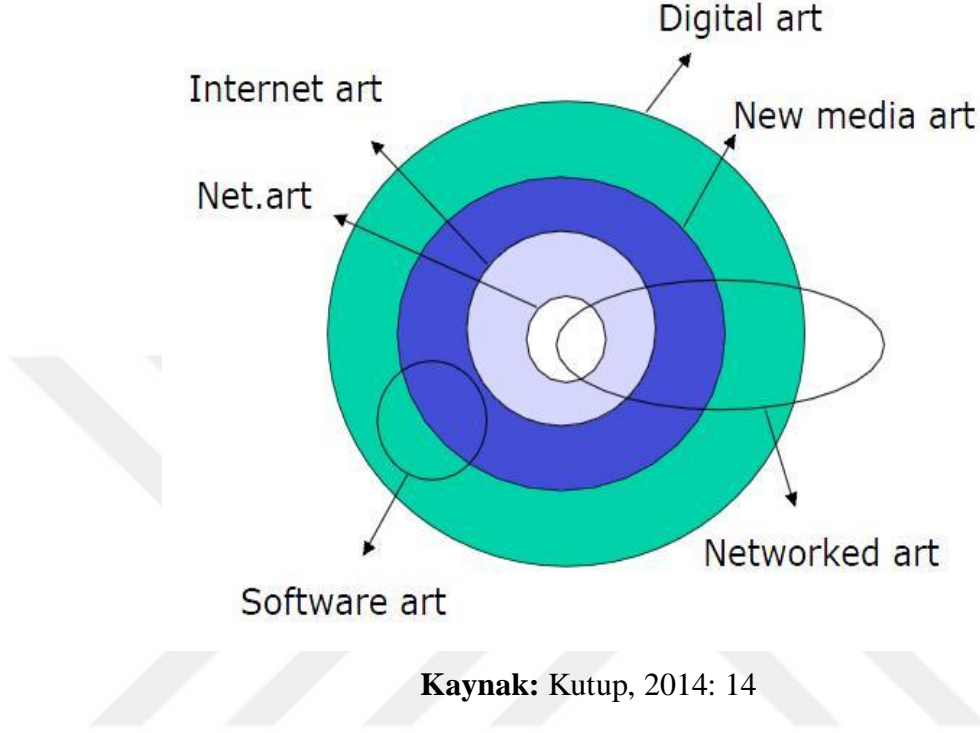 Digital art
Internet art
New media art
Net.art
Networked art
Software art
Kaynak: Kutup, 2014: 14